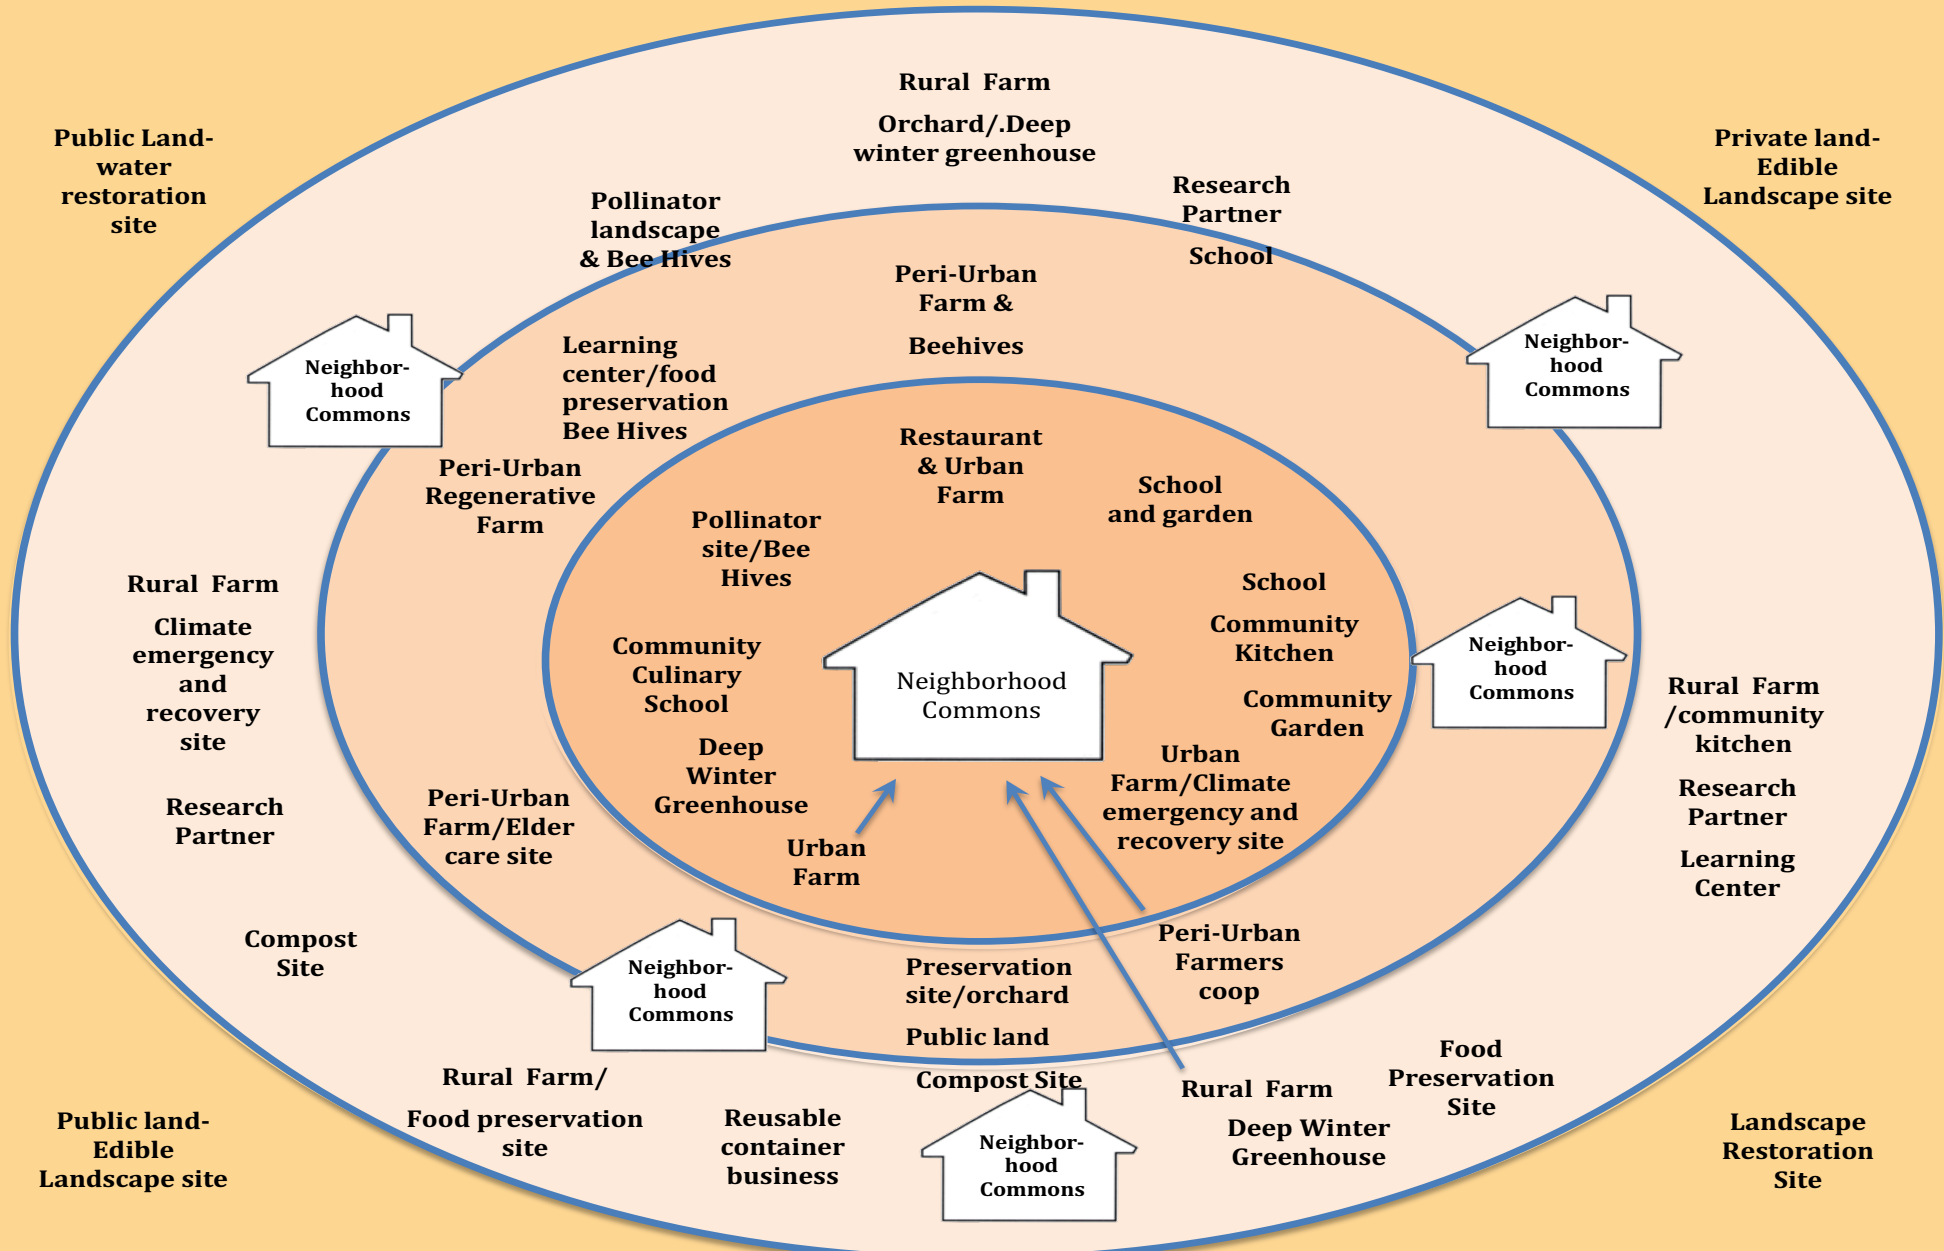 Rural  Farm
Orchard/.Deep
winter greenhouse
Public Land-
water
restoration
site
Private land-
Edible
Landscape site
Pollinator
landscape
& Bee Hives
Research
Partner
School
Peri-Urban
Farm &
Beehives
Neighbor-
hood
Commons
Learning
center/food
preservation
Bee Hives
Neighbor-
hood
Commons
Peri-Urban
Regenerative
Farm
Restaurant
& Urban
Farm
School
and garden
Pollinator
site/Bee
Hives
Rural  Farm
Climate
emergency
and
recovery
site
School
Community
Kitchen
Community
Garden
Community
Culinary
School
Neighborhood
Commons
Neighbor-
hood
Commons
Rural  Farm
/community
kitchen
Research
Partner
Learning
Center
Deep
Winter
Greenhouse
Urban
Farm/Climate
emergency and
recovery site
Research
Partner
Peri-Urban
Farm/Elder
care site
Urban
Farm
Compost
Site
Neighbor-
hood
Commons
Preservation
site/orchard
Public land
Peri-Urban
Farmers
coop
Rural  Farm/
Food preservation
site
Compost Site
Reusable
container
business
Neighbor-
hood
Commons
Rural  Farm
Deep Winter
Greenhouse
Food
Preservation
Site
Public land-
Edible
Landscape site
Landscape
Restoration
Site